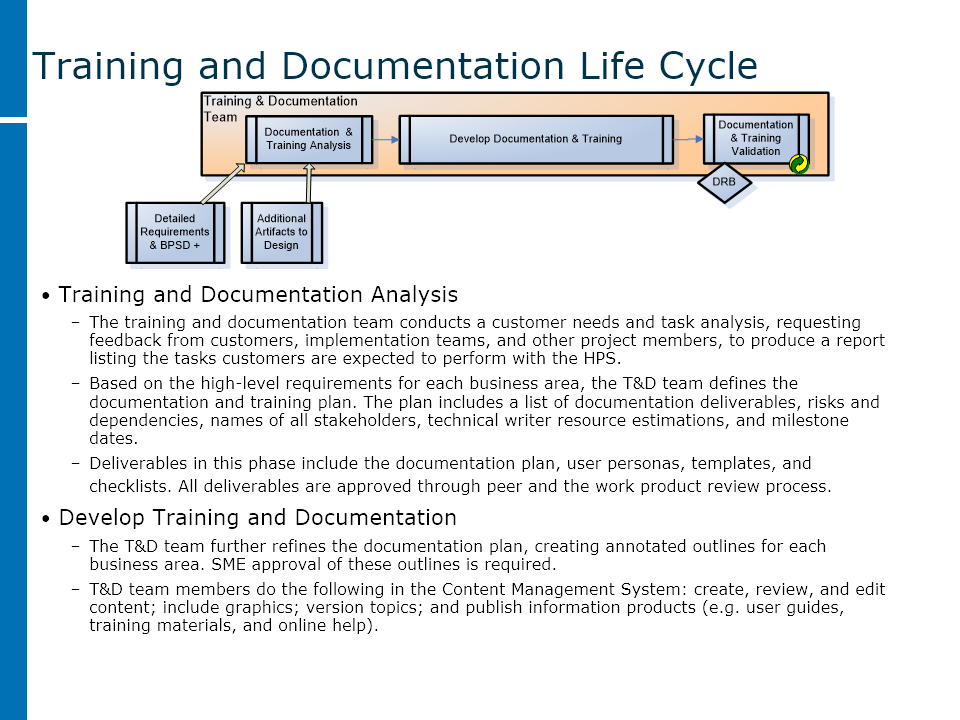 Training and Documentation Life Cycle
Training & Documentation
Team
Documentation &
Training Analysis
Develop Documentation & Training
Documentation
& Training
Validation
DRB
Detailed
Requirements
& BPSD +
Additional
Artifacts to
Design
• Training and Documentation Analysis
– The training and documentation team conducts a customer needs and task analysis, requesting
feedback from customers, implementation teams, and other project members, to produce a report
listing the tasks customers are expected to perform with the HPS.
– Based on the high-level requirements for each business area, the T&D team defines the
documentation and training plan. The plan includes a list of documentation deliverables, risks and
dependencies, names of all stakeholders, technical writer resource estimations, and milestone
dates.
– Deliverables in this phase include the documentation plan, user personas, templates, and
checklists. All deliverables are approved through peer and the work product review process.
• Develop Training and Documentation
– The T&D team further refines the documentation plan, creating annotated outlines for each
business area. SME approval of these outlines is required.
– T&D team members do the following in the Content Management System: create, review, and edit
content; include graphics; version topics; and publish information products (e.g. user guides,
training materials, and online help).